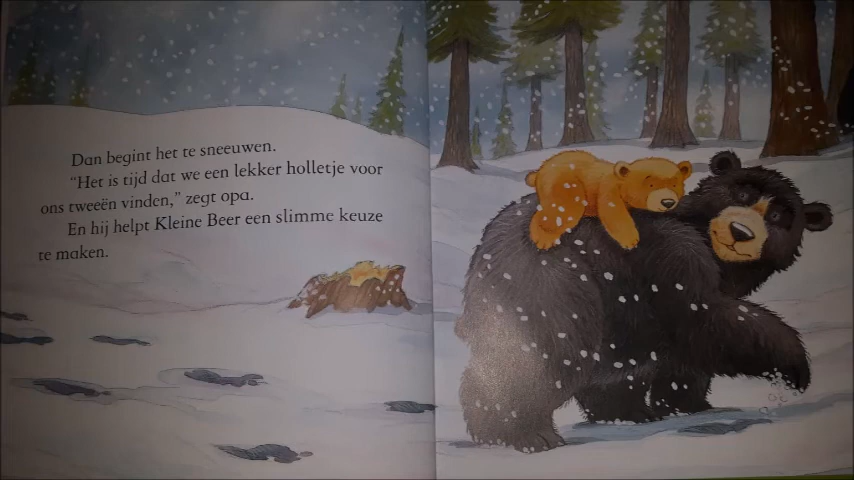 Dan begint het te sneeuwen.
"Het is tijd dat we een lekker holletje voor
ons tweeën vinden," zegt opa.
En hij helpt Kleine Beer een slimme keuze
te maken.